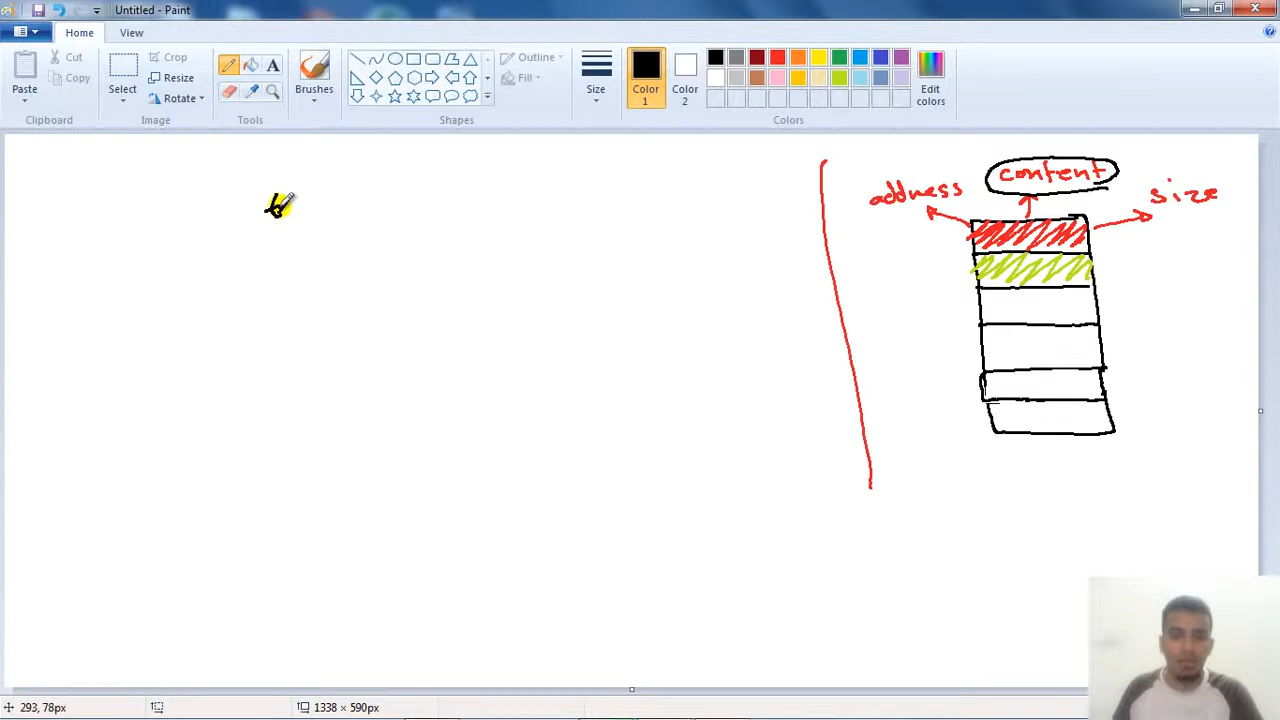 Untitled - Paint
Home
View
Paste
Cut
Copy
Clipboard
Select
Crop
Resize
Rotate
Image
A
Tools
Brushes
Outline
Fill
Shapes
Size
Color 1
Color 2
Edit colors
Colors
content
address
size
293, 78px
1338 × 590px